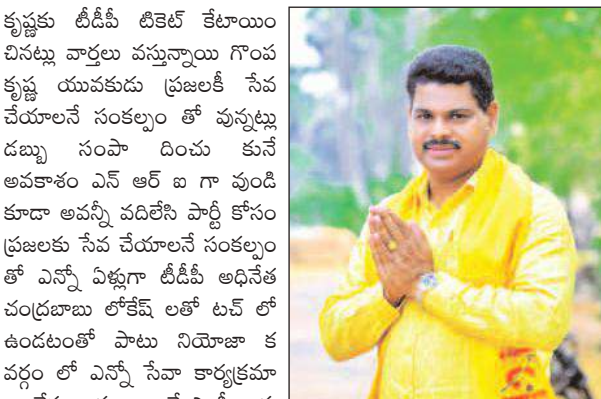 కృష్ణకు టీడీపీ టికెట్ కేటాయిం
చినట్లు వార్తలు వస్తున్నాయి గొంప
కృష్ణ యువకుడు ప్రజలకీ సేవ
చేయాలనే సంకల్పం తో వున్నట్లు
డబ్బు సంపా దించు కునే
అవకాశం ఎన్ ఆర్ ఐ గా వుండి
కూడా అవన్నీ వదిలేసి పార్టీ కోసం
ప్రజలకు సేవ చేయాలనే సంకల్పం
తో ఎన్నో ఏళ్లుగా టీడీపీ అధినేత
చంద్రబాబు లోకేష్ లతో టచ్ లో
ఉండటంతో పాటు నియోజా క
వర్గం లో ఎన్నో సేవా కార్యక్రమా